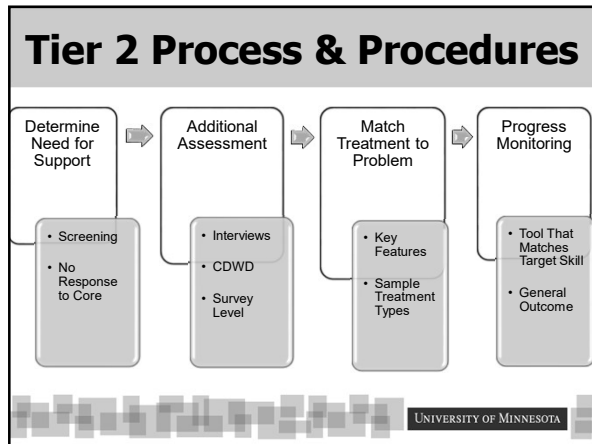 Tier 2 Process & Procedures
Determine
Need for
Support
• Screening
• No
Response
to Core
Additional
Assessment
• Interviews
• CDWD
• Survey
Level
Match
Treatment to
Problem
• Key
Features
• Sample
Treatment
Types
Progress
Monitoring
• Tool That
Matches
Target Skill
• General
Outcome
UNIVERSITY OF MINNESOTA